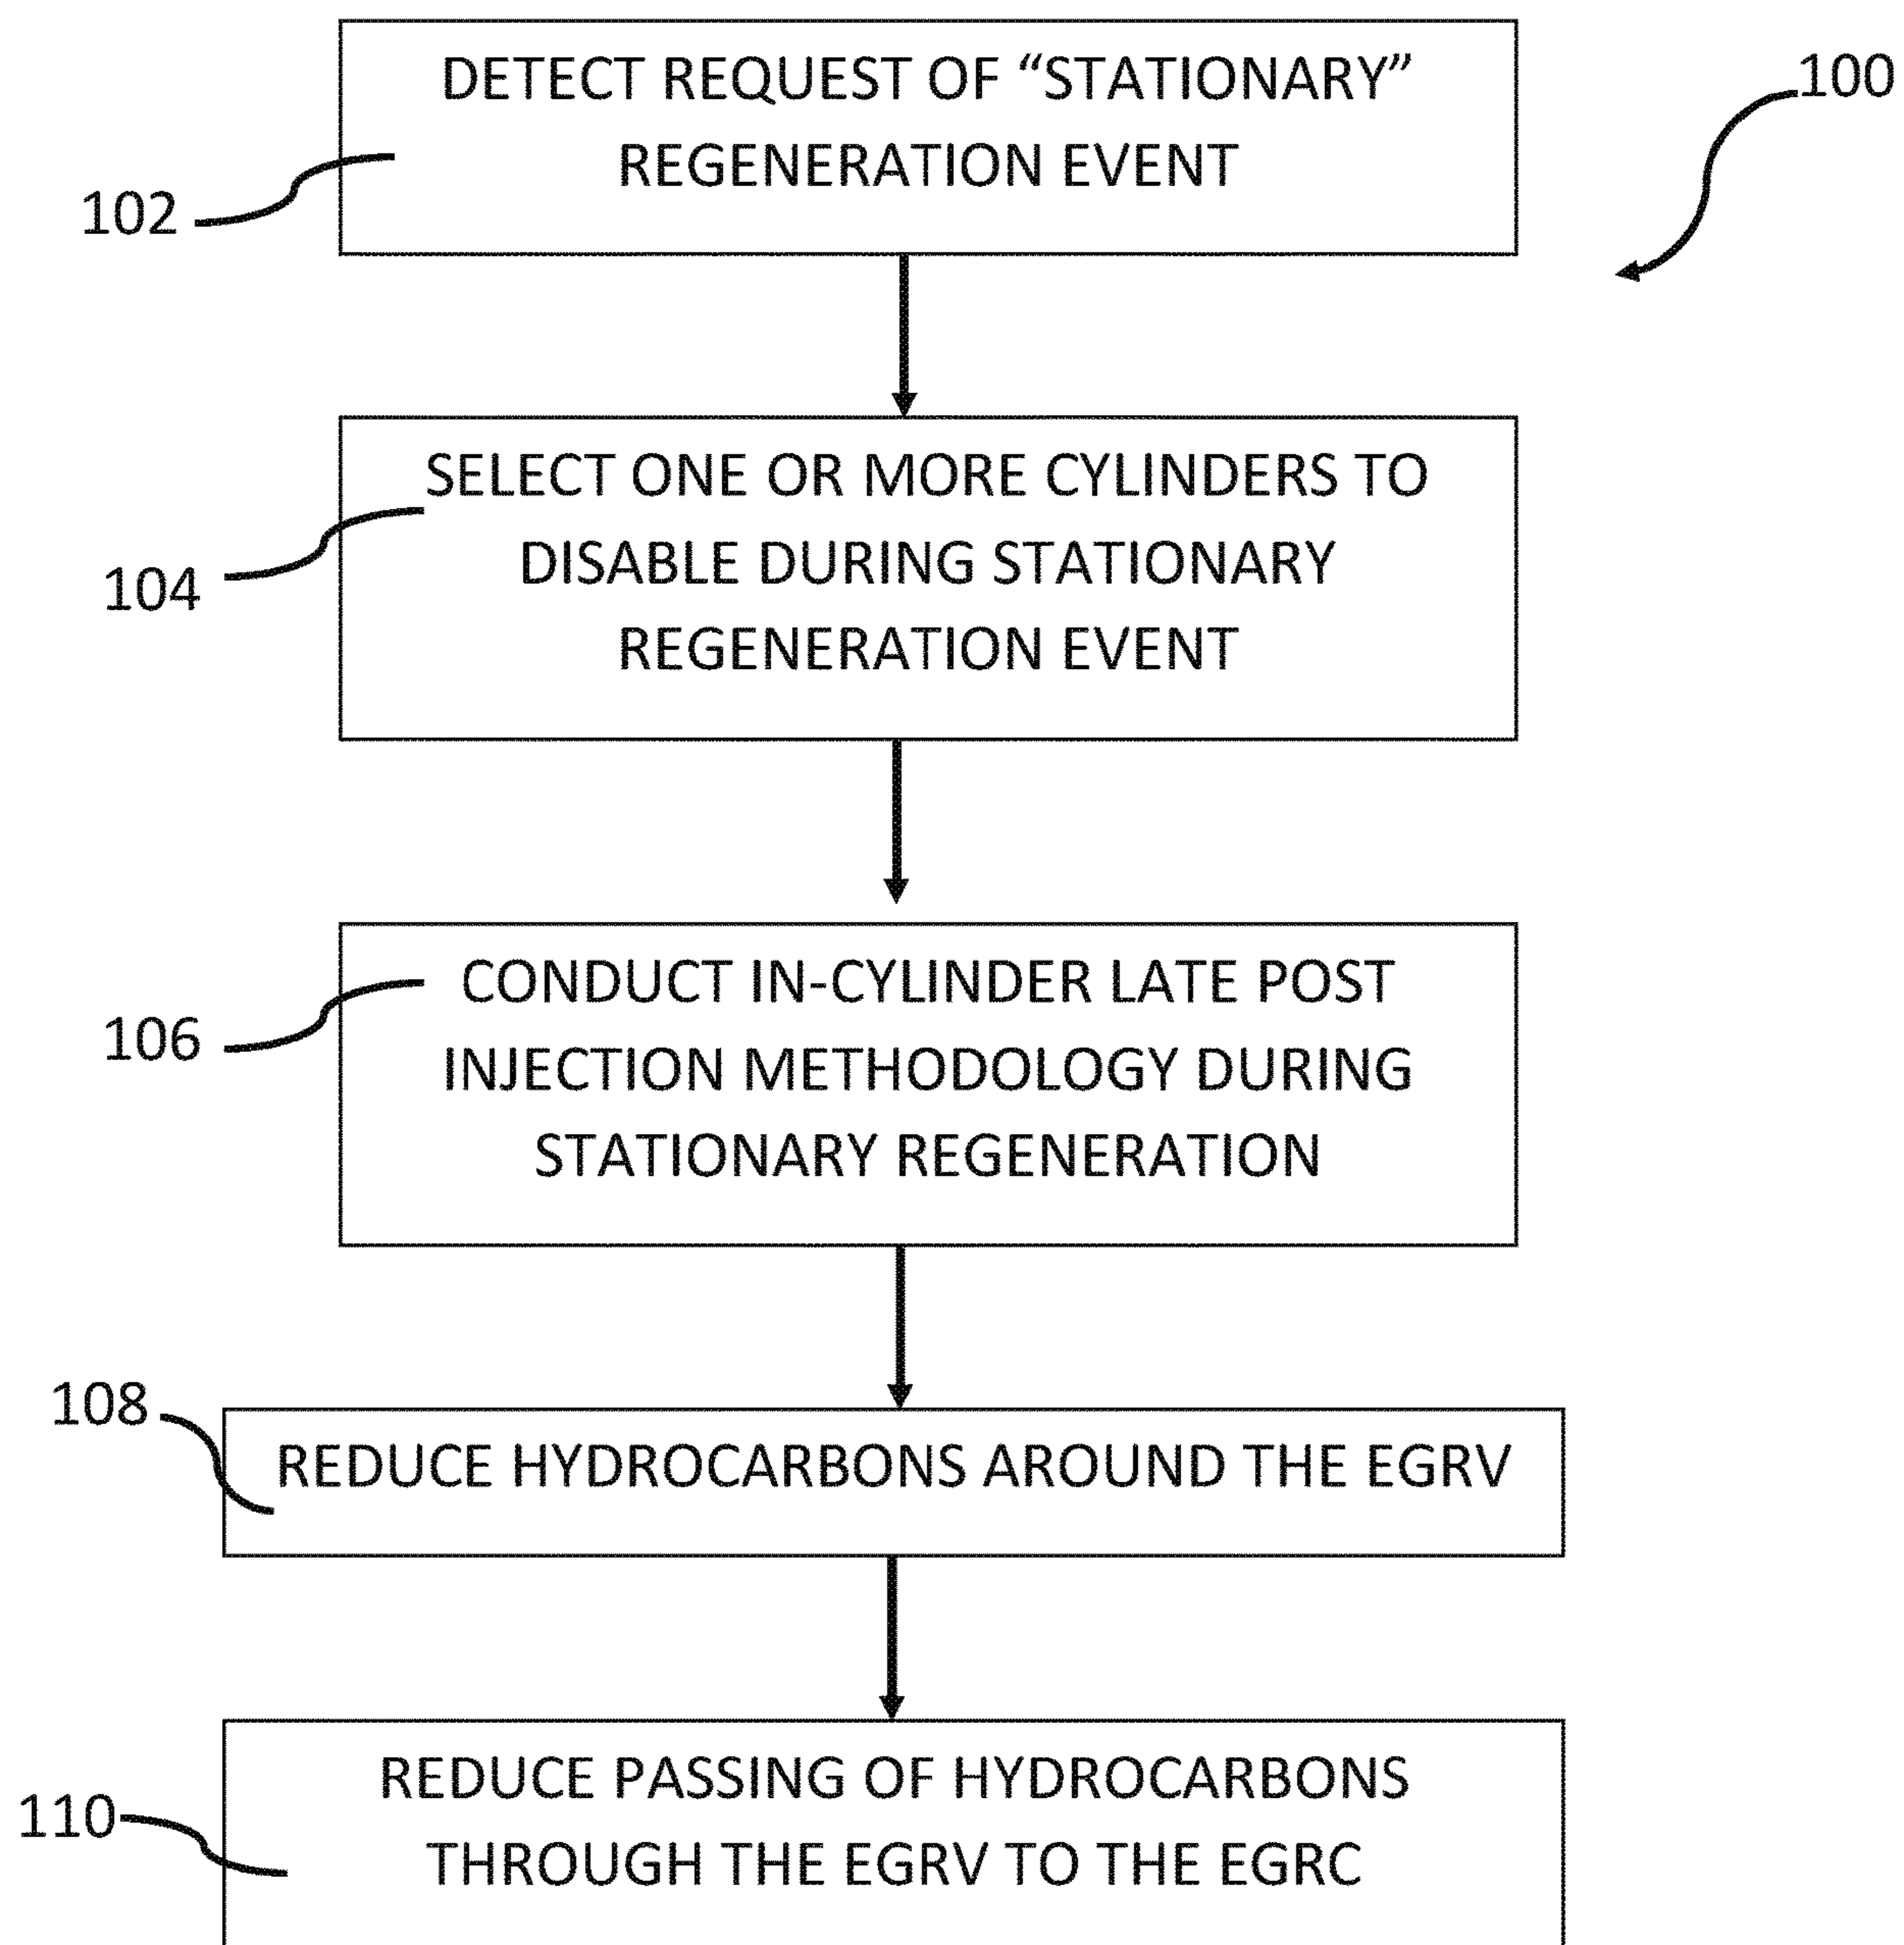 DETECT REQUEST OF “STATIONARY”
REGENERATION EVENT
100
102
SELECT ONE OR MORE CYLINDERS TO
DISABLE DURING STATIONARY
REGENERATION EVENT
104
CONDUCT IN-CYLINDER LATE POST
INJECTION METHODOLOGY DURING
STATIONARY REGENERATION
106
108
REDUCE HYDROCARBONS AROUND THE EGRV
REDUCE PASSING OF HYDROCARBONS
THROUGH THE EGRV TO THE EGRC
110